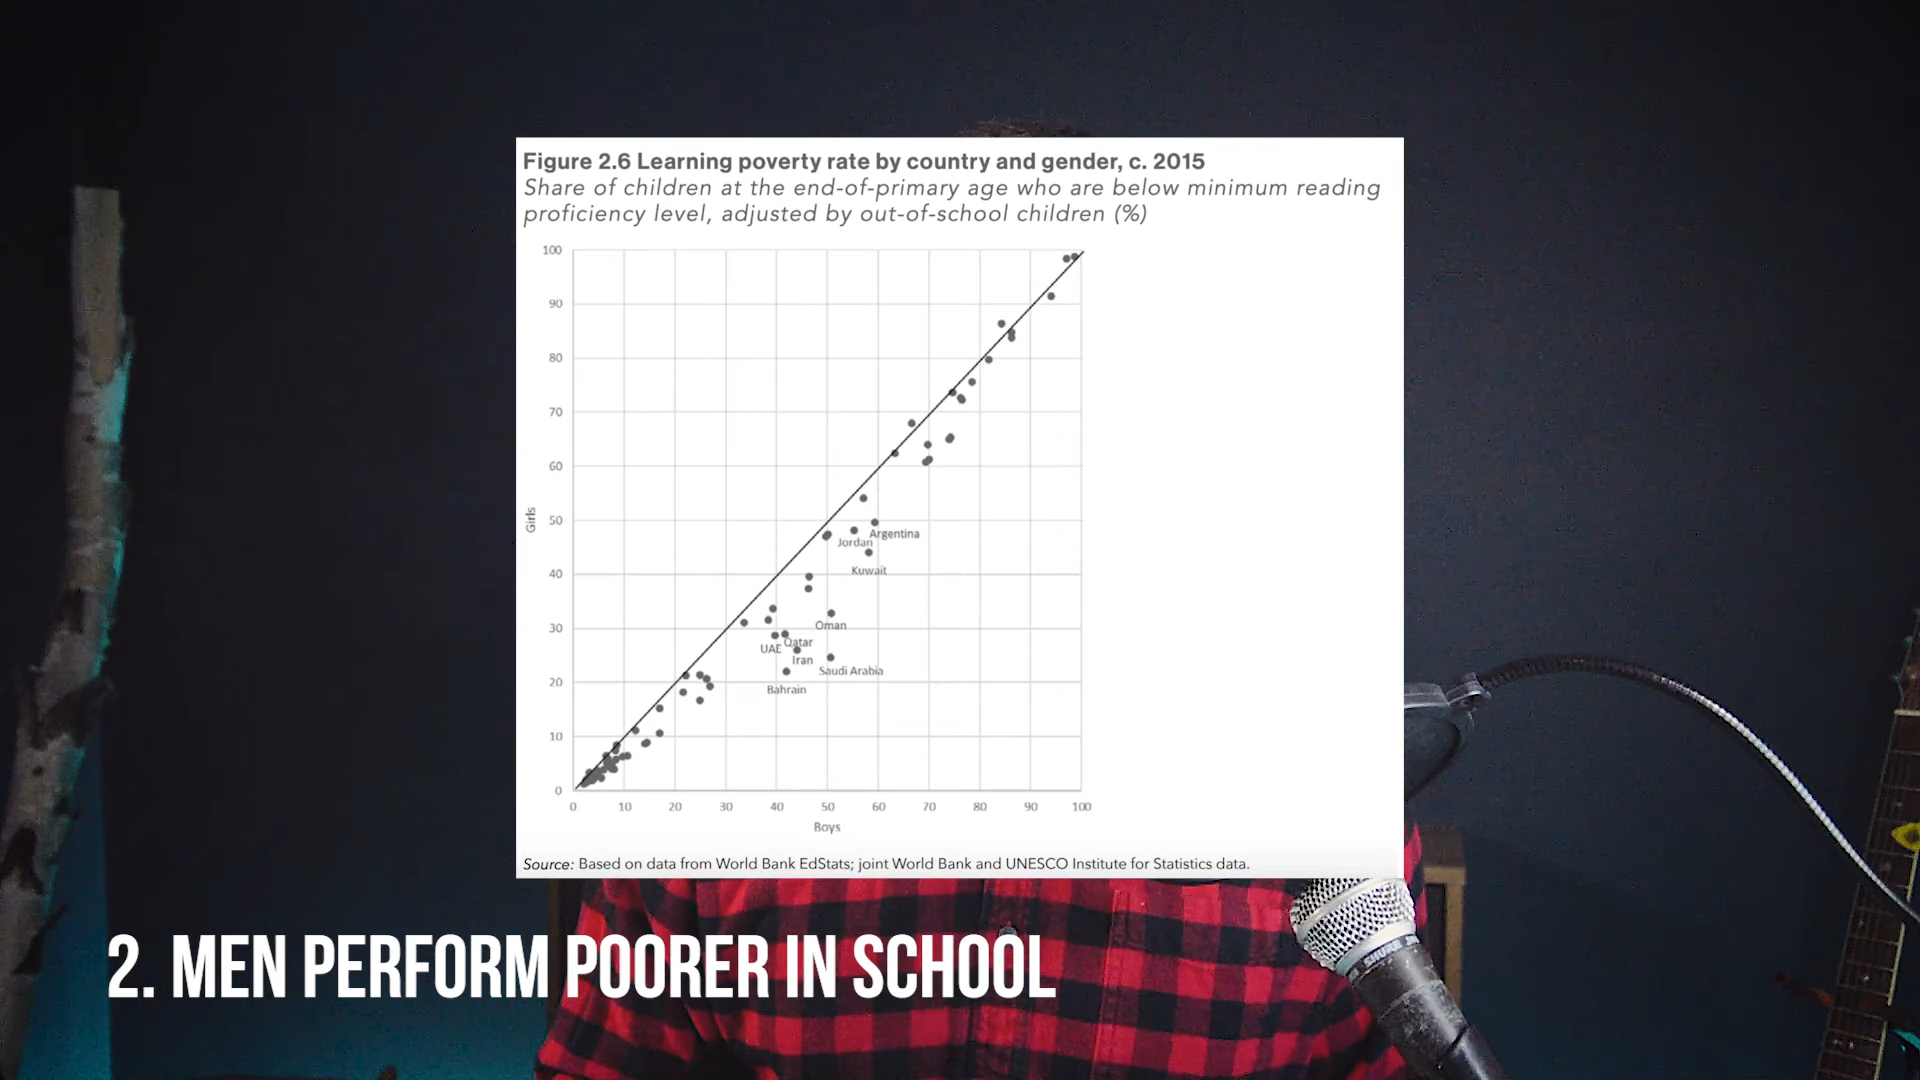 Figure 2.6 Learning poverty rate by country and gender, c. 2015
Share of children at the end-of-primary age who are below minimum reading
proficiency level, adjusted by out-of-school children (%)
100
90
80
70
60
50
40
30
20
10
0
Girls
Argentina
Jordan
Kuwait
Oman
UAE
Qatar
Iran
Saudi Arabia
Bahrain
0 10 20 30 40 50 60 70 80 90 100
Boys
Source: Based on data from World Bank EdStats; joint World Bank and UNESCO Institute for Statistics data.
2. MEN PERFORM POORER IN SCHOOL
SHURE